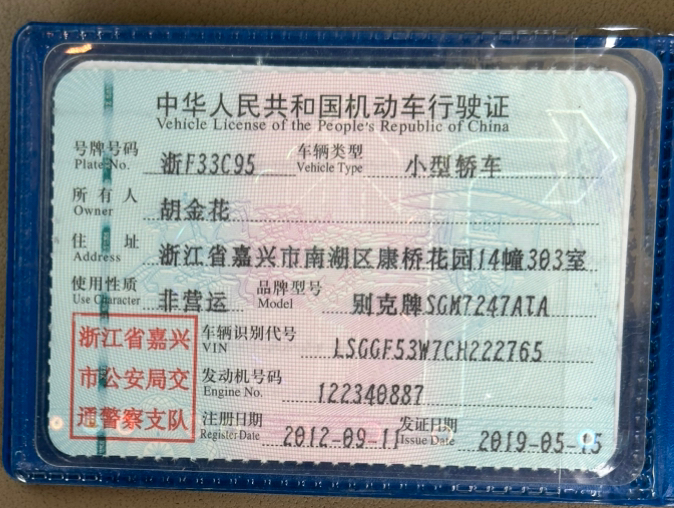 中华人民共和国机动车行驶证
Vehicle License of the People's Republic of China
号牌号码 浙F33C95 车辆类型 小型轿车
Plate No. Vehicle Type
所有人 胡金花
Owner
住址 浙江省嘉兴市南湖区康桥花园14幢303室
Address
使用性质 非营运 品牌型号 别克牌SGM7247ATA
Use Character Model
浙江省嘉兴
市公安局交
通警察支队
车辆识别代号 LSGGF53W7CH222765
VIN
发动机号码 122340887
Engine No.
注册日期 2012-09-11 发证日期 2019-05-15
Register Date Issue Date